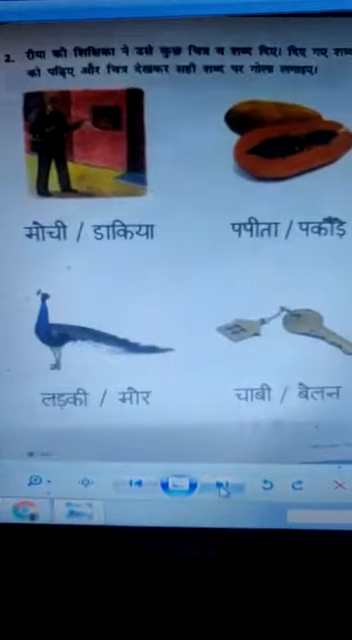 2. रीया की शिक्षिका ने उसे कुछ चित्र व शब्द दिए। दिए गए
को पढ़िए और चित्र देखकर सही शब्द पर गोला लगाइए।
मोची / डाकिया
पपीता / पकौड़े
लड़की / मोर
चाबी / बेलन